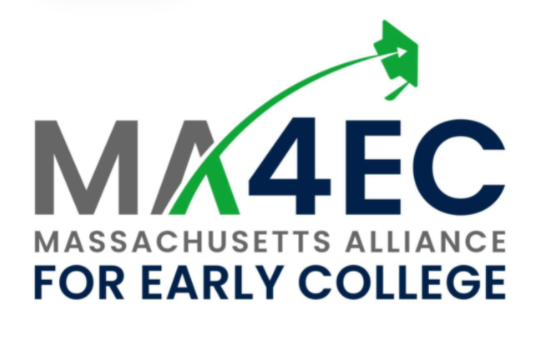 MA4EC
MASSACHUSETTS ALLIANCE
FOR EARLY COLLEGE